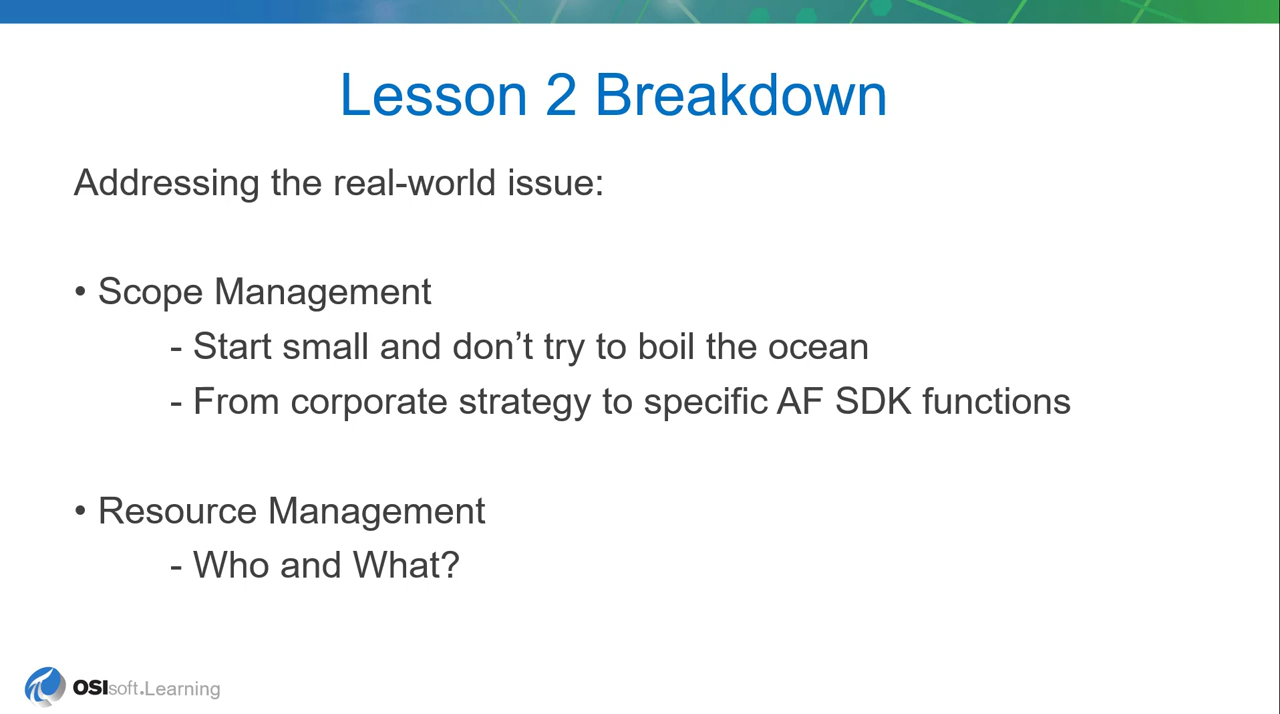 Lesson 2 Breakdown
Addressing the real-world issue:
• Scope Management
- Start small and don’t try to boil the ocean
- From corporate strategy to specific AF SDK functions
• Resource Management
- Who and What?
OSIsoft.Learning